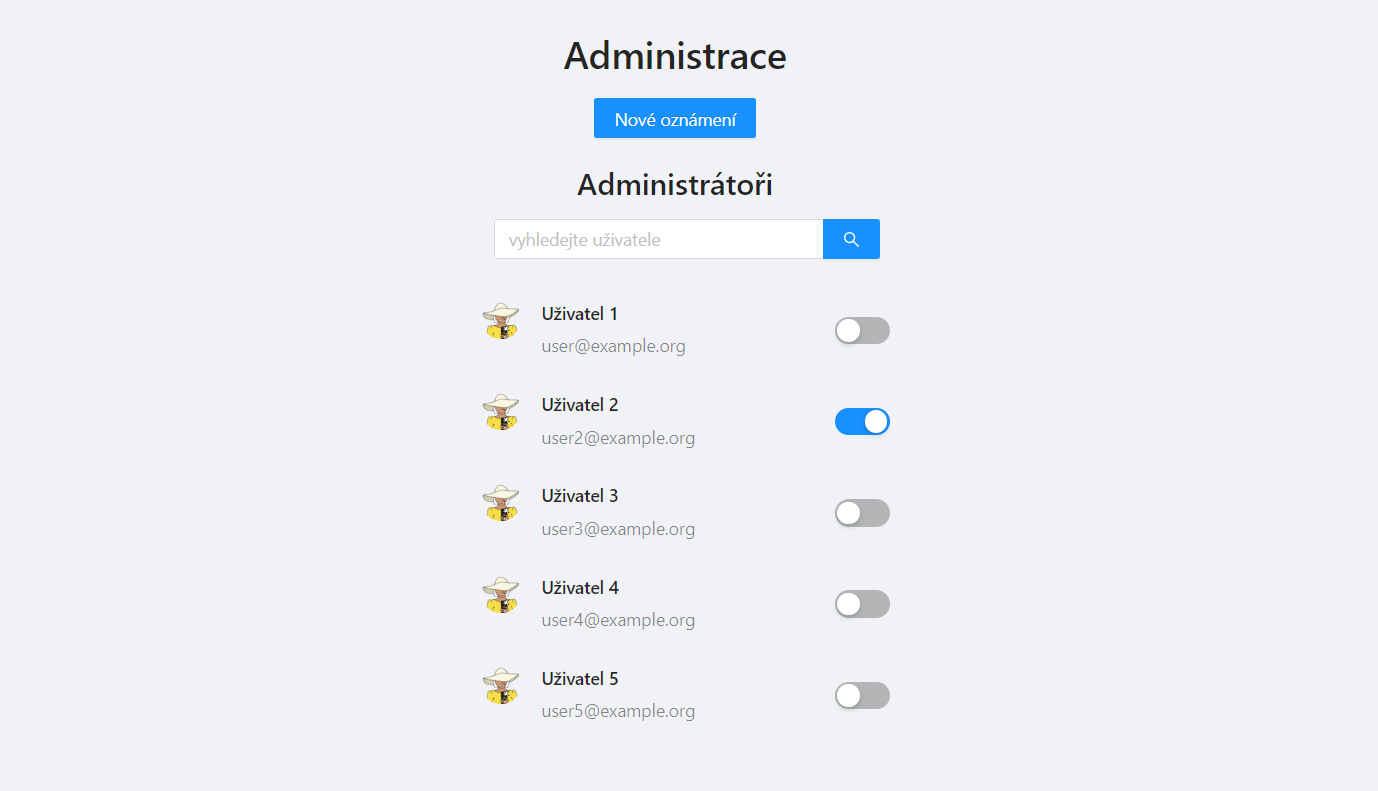 Administrace
Nové oznámení
Administrátoři
vyhledejte uživatele
Uživatel 1
user@example.org
Uživatel 2
user2@example.org
Uživatel 3
user3@example.org
Uživatel 4
user4@example.org
Uživatel 5
user5@example.org